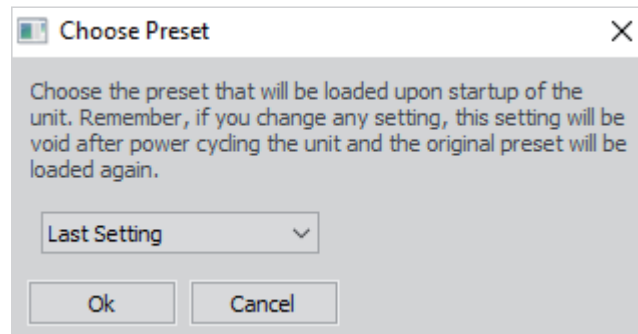 Choose Preset
Choose the preset that will be loaded upon startup of the
unit. Remember, if you change any setting, this setting will be
void after power cycling the unit and the original preset will be
loaded again.
Last Setting
Ok
Cancel